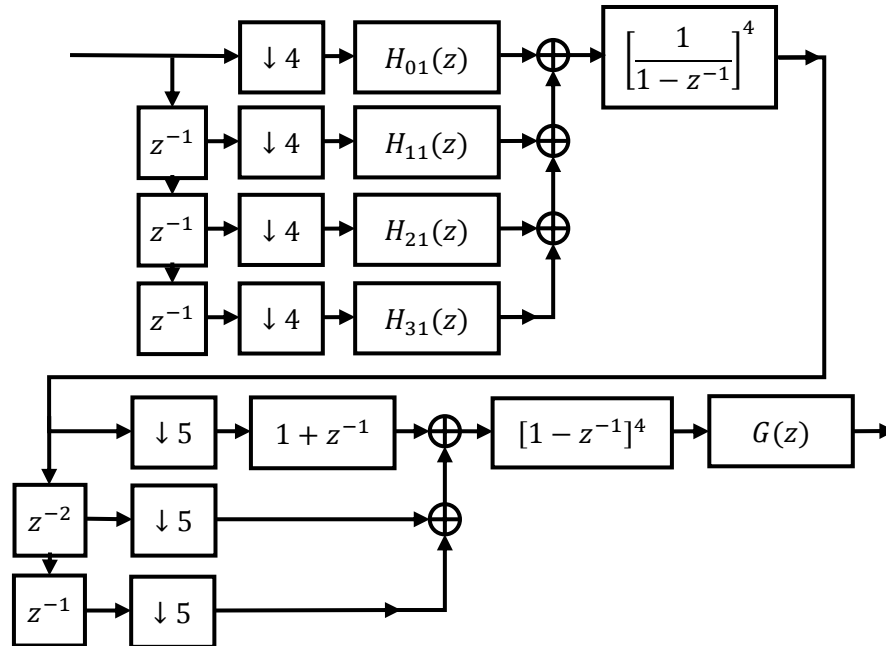 ↓ 4
H₀₁(z)
[1/(1 − z⁻¹)]⁴
z⁻¹
↓ 4
H₁₁(z)
z⁻¹
↓ 4
H₂₁(z)
z⁻¹
↓ 4
H₃₁(z)
↓ 5
1 + z⁻¹
[1 − z⁻¹]⁴
G(z)
z⁻²
↓ 5
z⁻¹
↓ 5